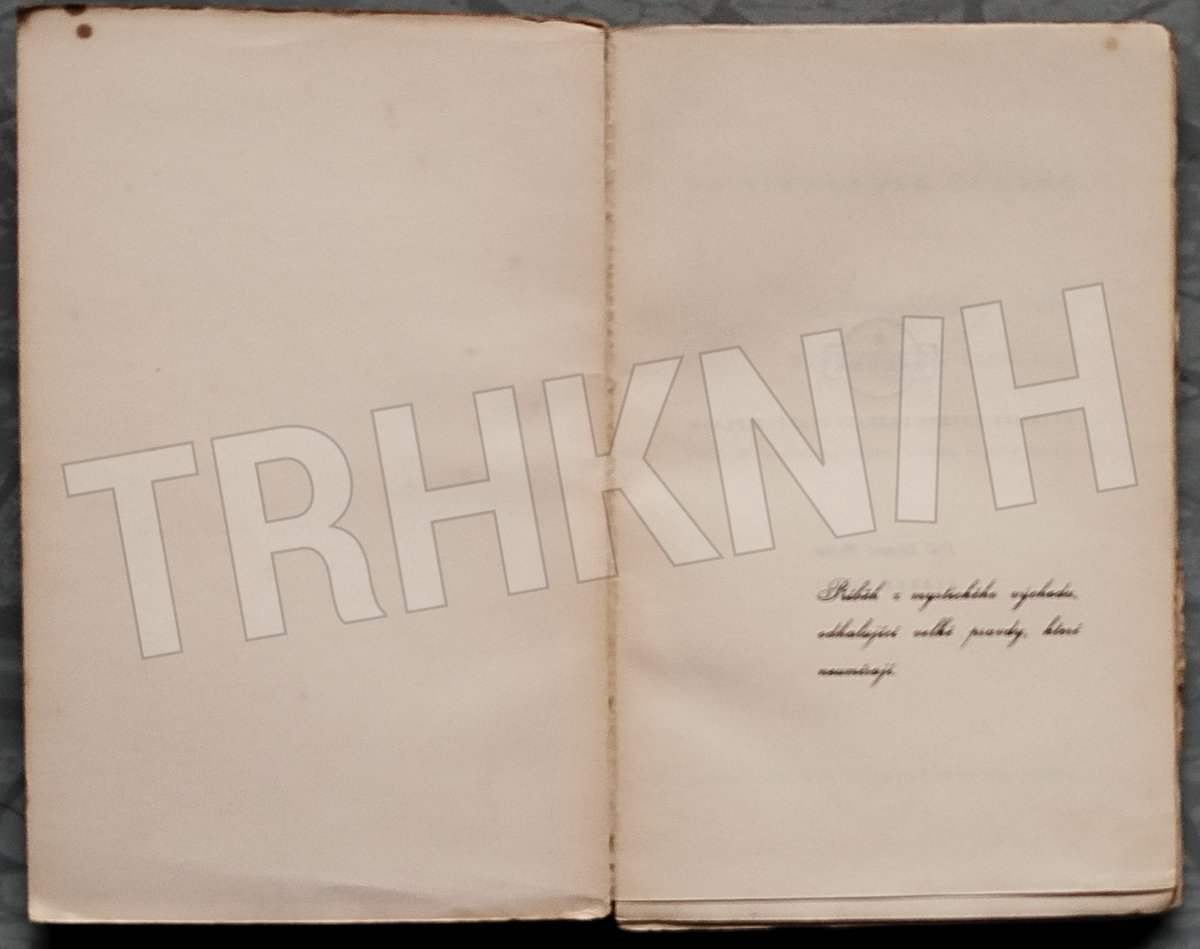 TRHKNIH
Příběh z mystického východu,
odhalující velké pravdy, které
neumírají.